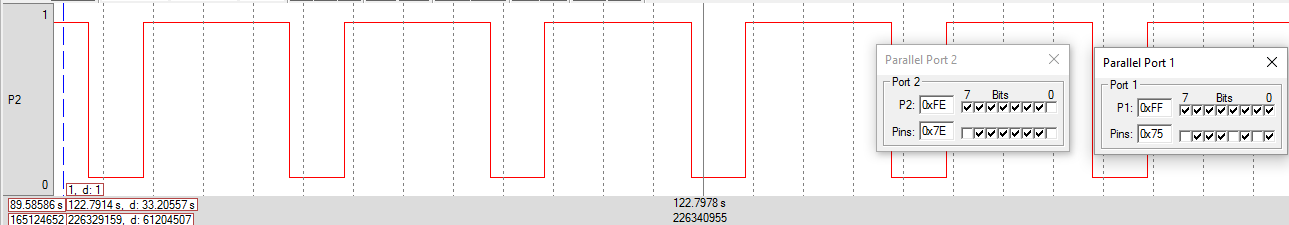 1
P2
0
Parallel Port 2
Port 2
7 Bits 0
P2: 0xFE
Pins: 0x7E
Parallel Port 1
Port 1
7 Bits 0
P1: 0xFF
Pins: 0x75
1, d: 1
89.58586 s 122.7914 s, d: 33.20557 s 122.7978 s
165124652 226329159, d: 61204507 226340955